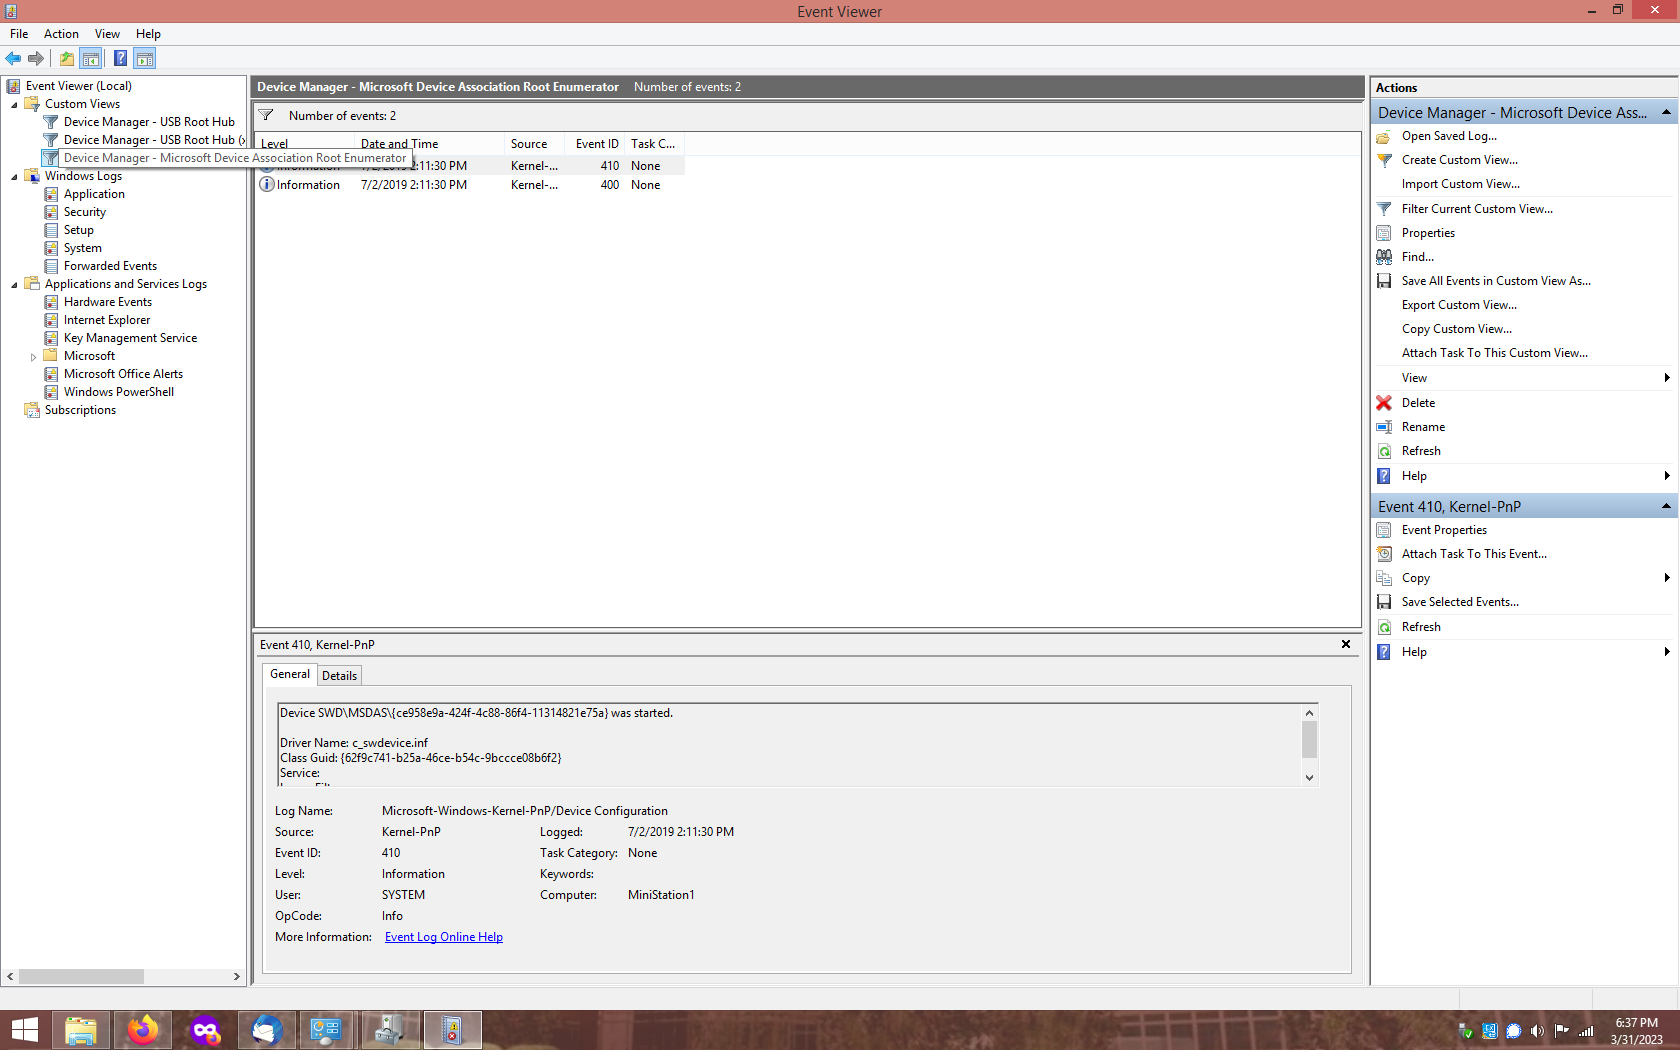 Event Viewer
File Action View Help
Event Viewer (Local)
Custom Views
Device Manager - USB Root Hub
Device Manager - USB Root Hub (x
Device Manager - Microsoft Device Association Root Enumerator
Windows Logs
Application
Security
Setup
System
Forwarded Events
Applications and Services Logs
Hardware Events
Internet Explorer
Key Management Service
Microsoft
Microsoft Office Alerts
Windows PowerShell
Subscriptions
Device Manager - Microsoft Device Association Root Enumerator Number of events: 2
Number of events: 2
Level Date and Time Source Event ID Task C...
Information 7/2/2019 2:11:30 PM Kernel-... 410 None
Information 7/2/2019 2:11:30 PM Kernel-... 400 None
Event 410, Kernel-PnP
General Details
Device SWD\MSDAS\{ce958e9a-424f-4c88-86f4-11314821e75a} was started.
Driver Name: c_swdevice.inf
Class Guid: {62f9c741-b25a-46ce-b54c-9bccce08b6f2}
Service:
Log Name: Microsoft-Windows-Kernel-PnP/Device Configuration
Source: Kernel-PnP Logged: 7/2/2019 2:11:30 PM
Event ID: 410 Task Category: None
Level: Information Keywords:
User: SYSTEM Computer: MiniStation1
OpCode: Info
More Information: Event Log Online Help
Actions
Device Manager - Microsoft Device Ass...
Open Saved Log...
Create Custom View...
Import Custom View...
Filter Current Custom View...
Properties
Find...
Save All Events in Custom View As...
Export Custom View...
Copy Custom View...
Attach Task To This Custom View...
View
Delete
Rename
Refresh
Help
Event 410, Kernel-PnP
Event Properties
Attach Task To This Event...
Copy
Save Selected Events...
Refresh
Help
6:37 PM
3/31/2023